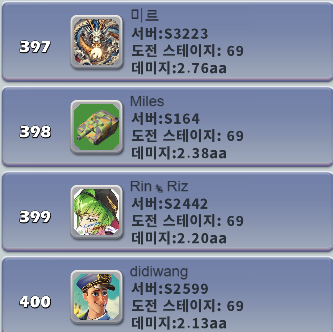 397
미르
서버:S3223
도전 스테이지: 69
데미지:2.76aa
398
Miles
서버:S164
도전 스테이지: 69
데미지:2.38aa
399
Rin Riz
서버:S2442
도전 스테이지: 69
데미지:2.20aa
400
didiwang
서버:S2599
도전 스테이지: 69
데미지:2.13aa